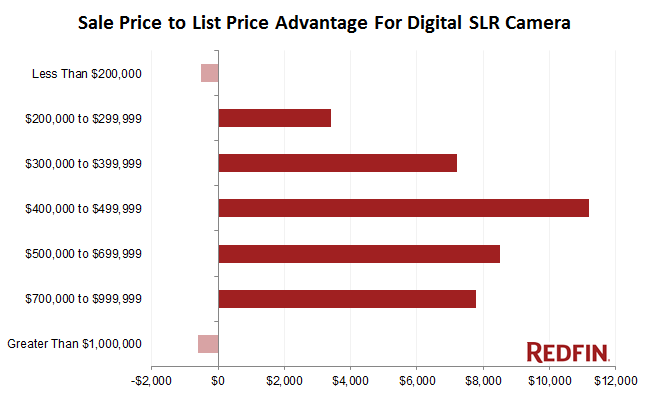 Sale Price to List Price Advantage For Digital SLR Camera
Less Than $200,000
$200,000 to $299,999
$300,000 to $399,999
$400,000 to $499,999
$500,000 to $699,999
$700,000 to $999,999
Greater Than $1,000,000
REDFIN
-$2,000 $0 $2,000 $4,000 $6,000 $8,000 $10,000 $12,000